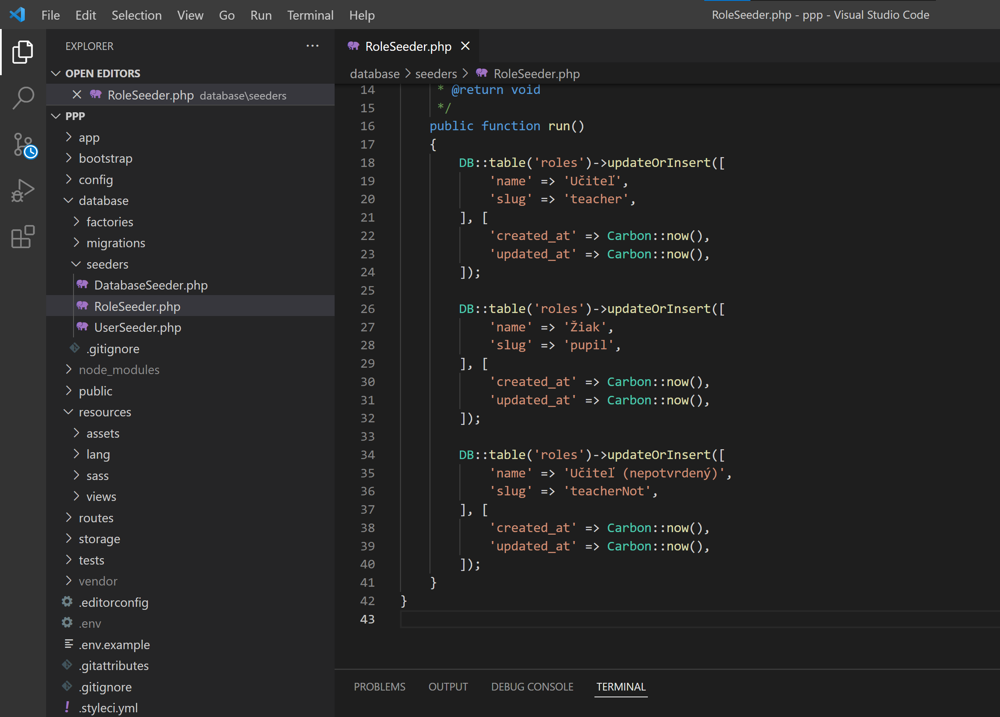 File Edit Selection View Go Run Terminal Help RoleSeeder.php - ppp - Visual Studio Code
EXPLORER
OPEN EDITORS
RoleSeeder.php database\seeders
PPP
app
bootstrap
config
database
factories
migrations
seeders
DatabaseSeeder.php
RoleSeeder.php
UserSeeder.php
.gitignore
node_modules
public
resources
assets
lang
sass
views
routes
storage
tests
vendor
.editorconfig
.env
.env.example
.gitattributes
.gitignore
.styleci.yml
RoleSeeder.php
database > seeders > RoleSeeder.php
14 * @return void
15 */
16 public function run()
17 {
18 DB::table('roles')->updateOrInsert([
19 'name' => 'Učiteľ',
20 'slug' => 'teacher',
21 ], [
22 'created_at' => Carbon::now(),
23 'updated_at' => Carbon::now(),
24 ]);
25
26 DB::table('roles')->updateOrInsert([
27 'name' => 'Žiak',
28 'slug' => 'pupil',
29 ], [
30 'created_at' => Carbon::now(),
31 'updated_at' => Carbon::now(),
32 ]);
33
34 DB::table('roles')->updateOrInsert([
35 'name' => 'Učiteľ (nepotvrdený)',
36 'slug' => 'teacherNot',
37 ], [
38 'created_at' => Carbon::now(),
39 'updated_at' => Carbon::now(),
40 ]);
41 }
42 }
43
PROBLEMS OUTPUT DEBUG CONSOLE TERMINAL